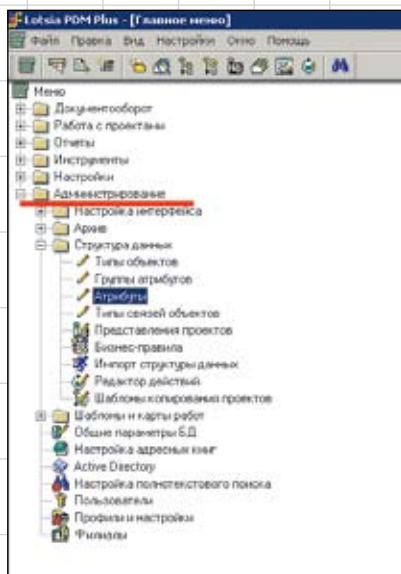 Lotsia PDM Plus - [Главное меню]
Файл Правка Вид Настройки Окно Помощь
Меню
Документооборот
Работа с проектами
Отчеты
Инструменты
Настройки
Администрирование
Настройка интерфейса
Архив
Структура данных
Типы объектов
Группы атрибутов
Атрибуты
Типы связей объектов
Представления проектов
Бизнес-правила
Импорт структуры данных
Редактор действий
Шаблоны копирования проектов
Шаблоны и карты работ
Общие параметры БД
Настройка адресных книг
Active Directory
Настройка полнотекстового поиска
Пользователи
Профили и настройки
Филиалы